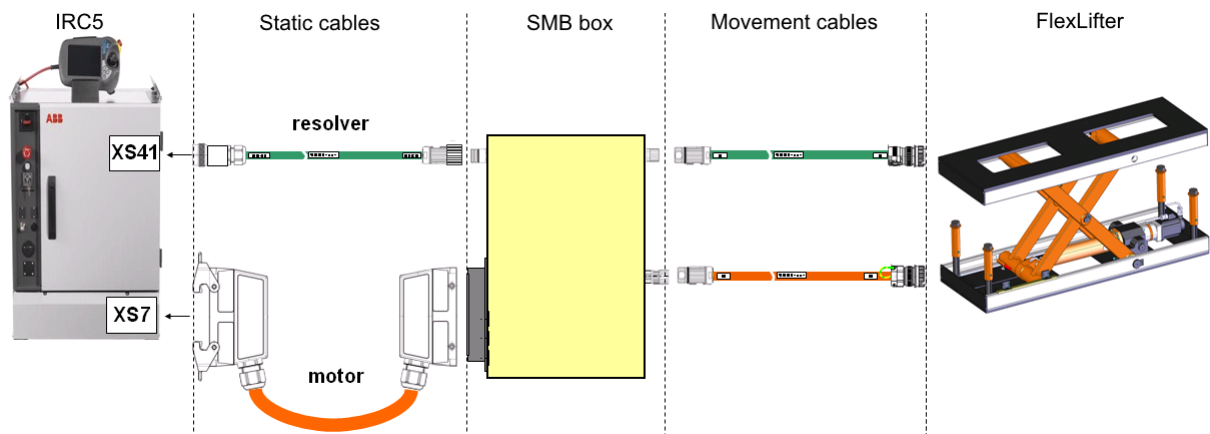 IRC5
Static cables
SMB box
Movement cables
FlexLifter
ABB
resolver
XS41
XS7
motor